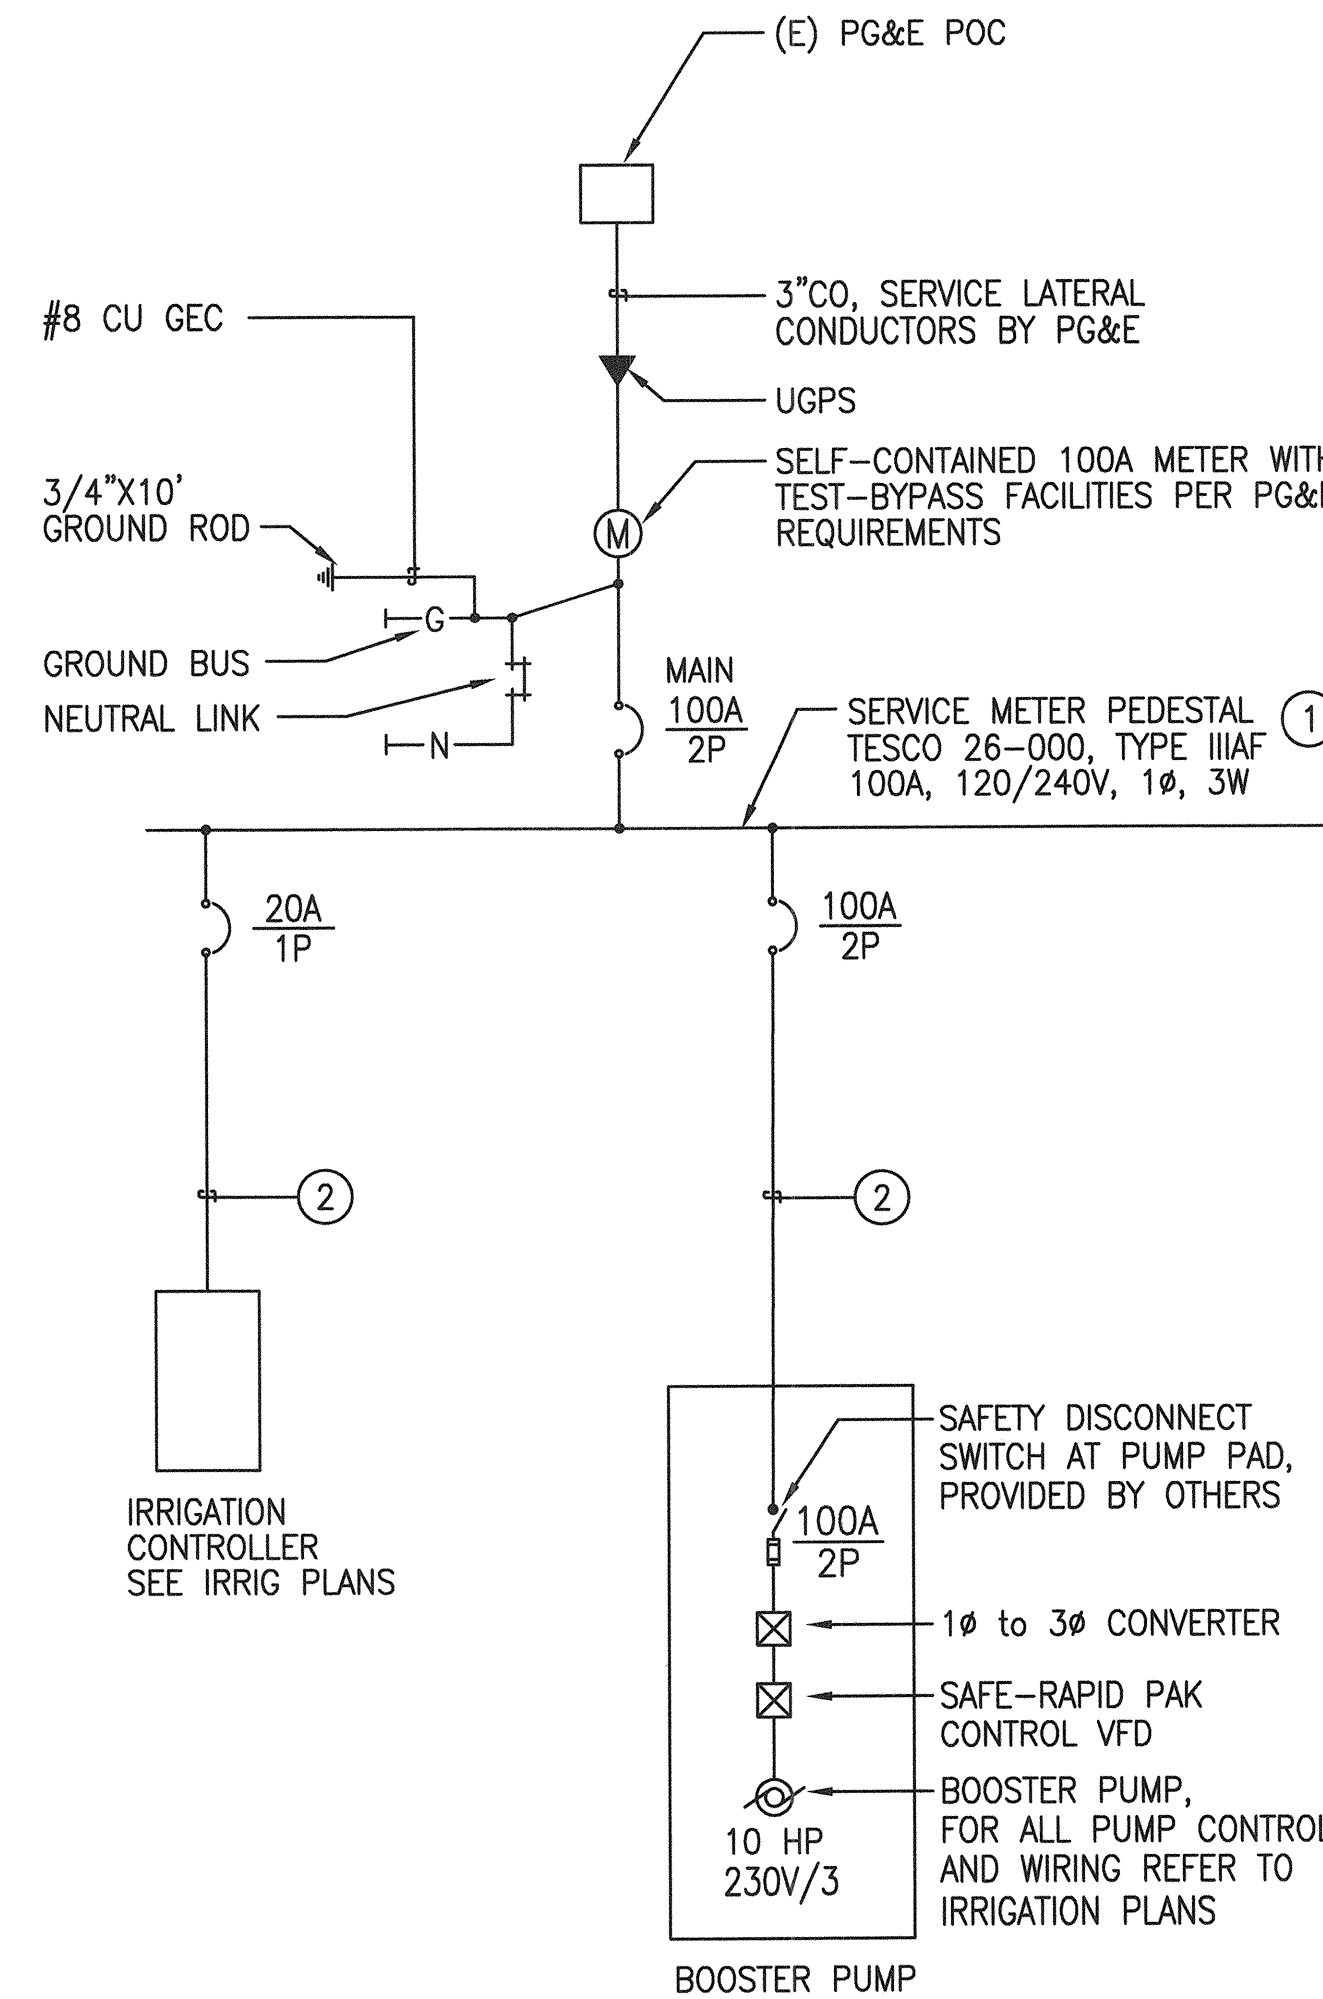 (E) PG&E POC
3"CO, SERVICE LATERAL
CONDUCTORS BY PG&E
#8 CU GEC
UGPS
SELF-CONTAINED 100A METER WITH
TEST-BYPASS FACILITIES PER PG&E
REQUIREMENTS
3/4"X10'
GROUND ROD
M
G
GROUND BUS
NEUTRAL LINK
N
MAIN
100A
2P
SERVICE METER PEDESTAL
TESCO 26-000, TYPE IIIAF
100A, 120/240V, 1ø, 3W
1
20A
1P
100A
2P
2
2
IRRIGATION
CONTROLLER
SEE IRRIG PLANS
SAFETY DISCONNECT
SWITCH AT PUMP PAD,
PROVIDED BY OTHERS
100A
2P
1ø to 3ø CONVERTER
SAFE-RAPID PAK
CONTROL VFD
BOOSTER PUMP,
FOR ALL PUMP CONTROL
AND WIRING REFER TO
IRRIGATION PLANS
10 HP
230V/3
BOOSTER PUMP